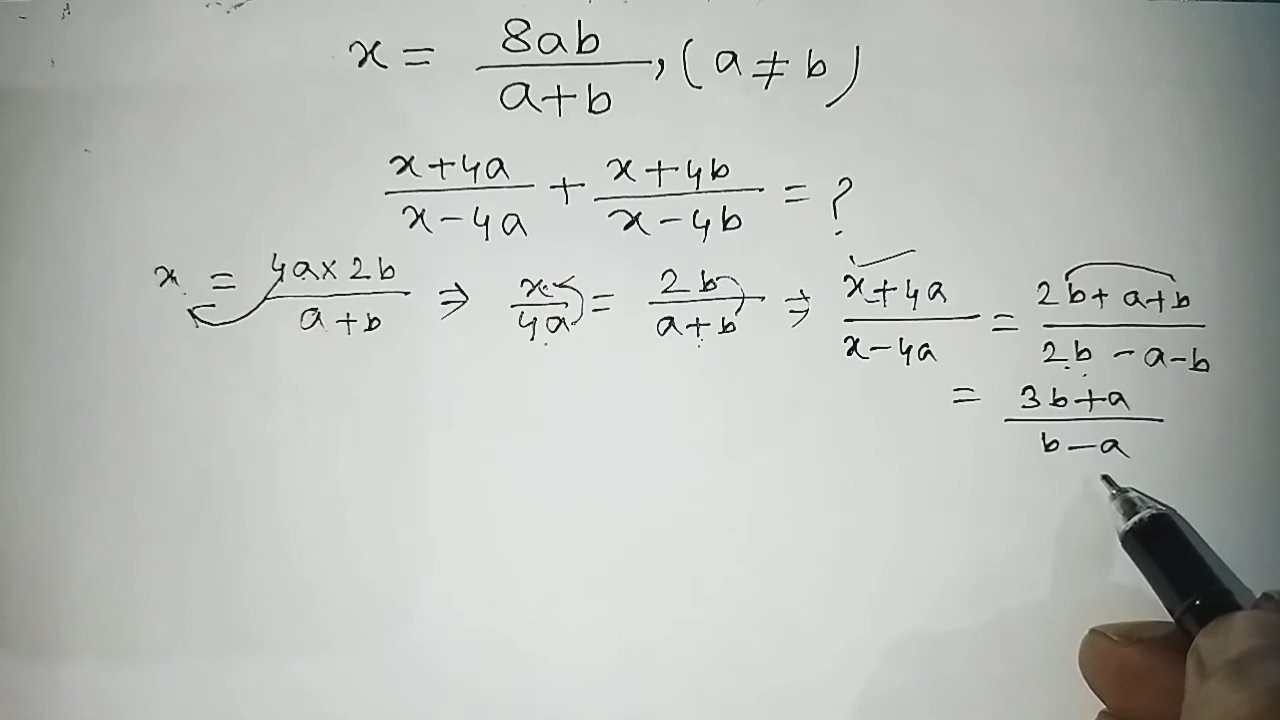 x = 8ab/a+b, (a ≠ b)
x+4a/x-4a + x+4b/x-4b = ?
x = 4a×2b/a+b ⇒ x/4a = 2b/a+b ⇒ x+4a/x-4a = 2b+a+b/2b-a-b
= 3b+a/b-a